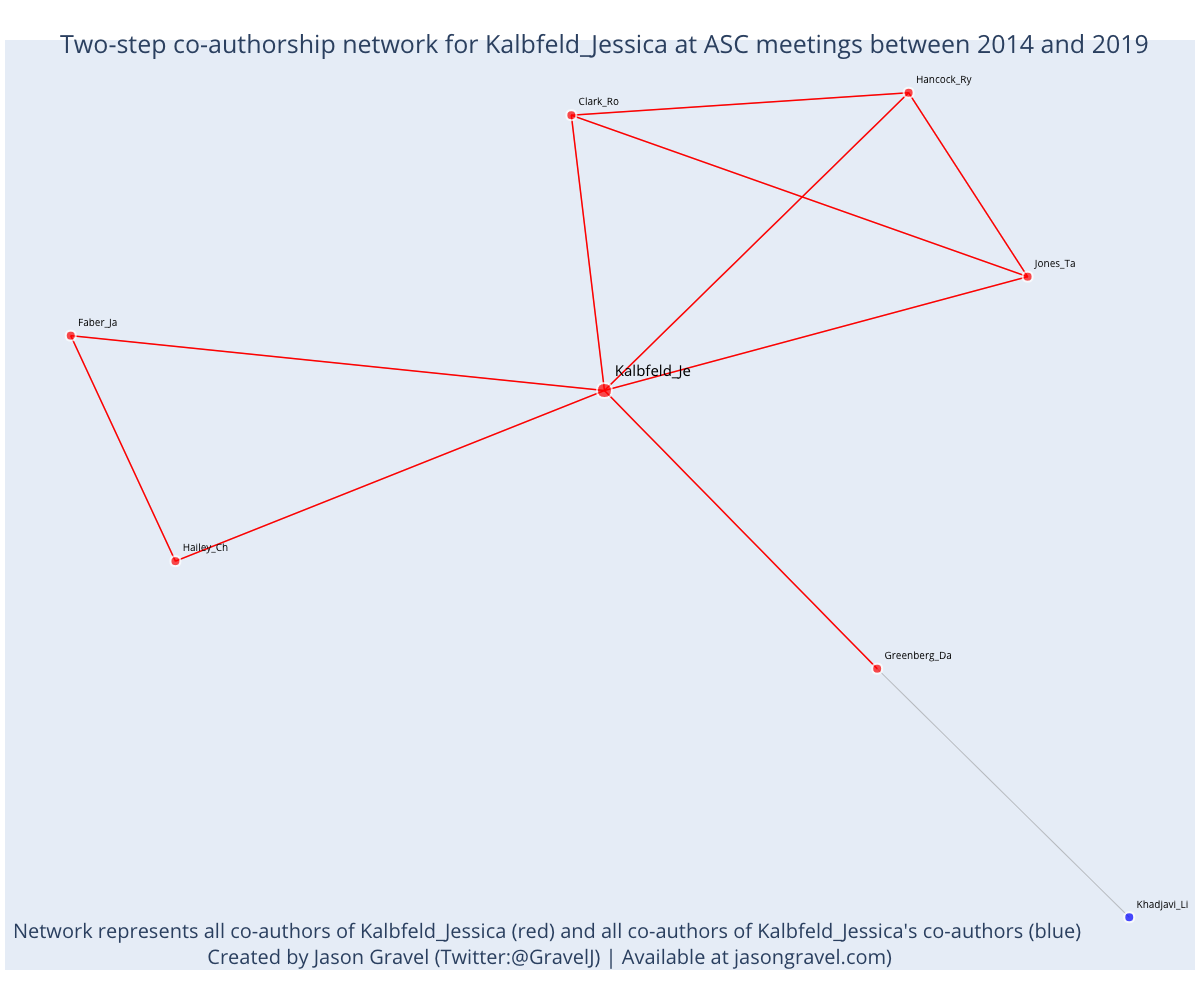 Two-step co-authorship network for Kalbfeld_Jessica at ASC meetings between 2014 and 2019
Hancock_Ry
Clark_Ro
Jones_Ta
Faber_Ja
Kalbfeld_Je
Hailey_Ch
Greenberg_Da
Khadjavi_Li
Network represents all co-authors of Kalbfeld_Jessica (red) and all co-authors of Kalbfeld_Jessica's co-authors (blue)
Created by Jason Gravel (Twitter:@GravelJ) | Available at jasongravel.com)